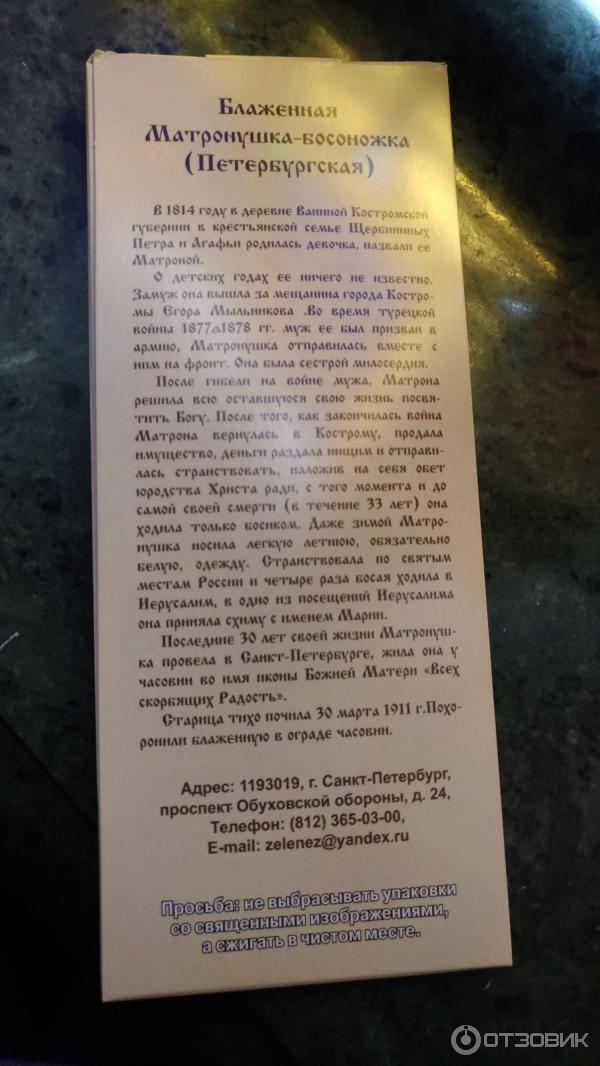 Блаженная
Матронушка-босоножка
(Петербургская)
В 1814 году в деревне Ваниной Костромской
губернии в крестьянской семье Щербининых
Петра и Агафьи родилась девочка, назвали ее
Матроной.
О детских годах ее ничего не известно.
Замуж она вышла за мещанина города Костро-
мы Егора Мыльникова .Во время турецкой
войны 1877-1878 гг. муж ее был призван в
армию, Матронушка отправилась вместе с
ним на фронт. Она была сестрой милосердия.
После гибели на войне мужа, Матрона
решила всю оставшуюся свою жизнь посвя-
тить Богу. После того, как закончилась война
Матрона вернулась в Кострому, продала
имущество, деньги раздала нищим и отправи-
лась странствовать, наложив на себя обет
юродства Христа ради, с того момента и до
самой своей смерти (в течение 33 лет) она
ходила только босиком. Даже зимой Матро-
нушка носила легкую летнюю, обязательно
белую, одежду. Странствовала по святым
местам России и четыре раза босая ходила в
Иерусалим, в одно из посещений Иерусалима
она приняла схиму с именем Марии.
Последние 30 лет своей жизни Матронуш-
ка провела в Санкт-Петербурге, жила она у
часовни во имя иконы Божией Матери «Всех
скорбящих Радость».
Старица тихо почила 30 марта 1911 г.Похо-
ронили блаженную в ограде часовни.
Адрес: 1193019, г. Санкт-Петербург,
проспект Обуховской обороны, д. 24,
Телефон: (812) 365-03-00,
E-mail: zelenez@yandex.ru
Просьба: не выбрасывать упаковки
со священными изображениями,
а сжигать в чистом месте.
ОТЗОВИК